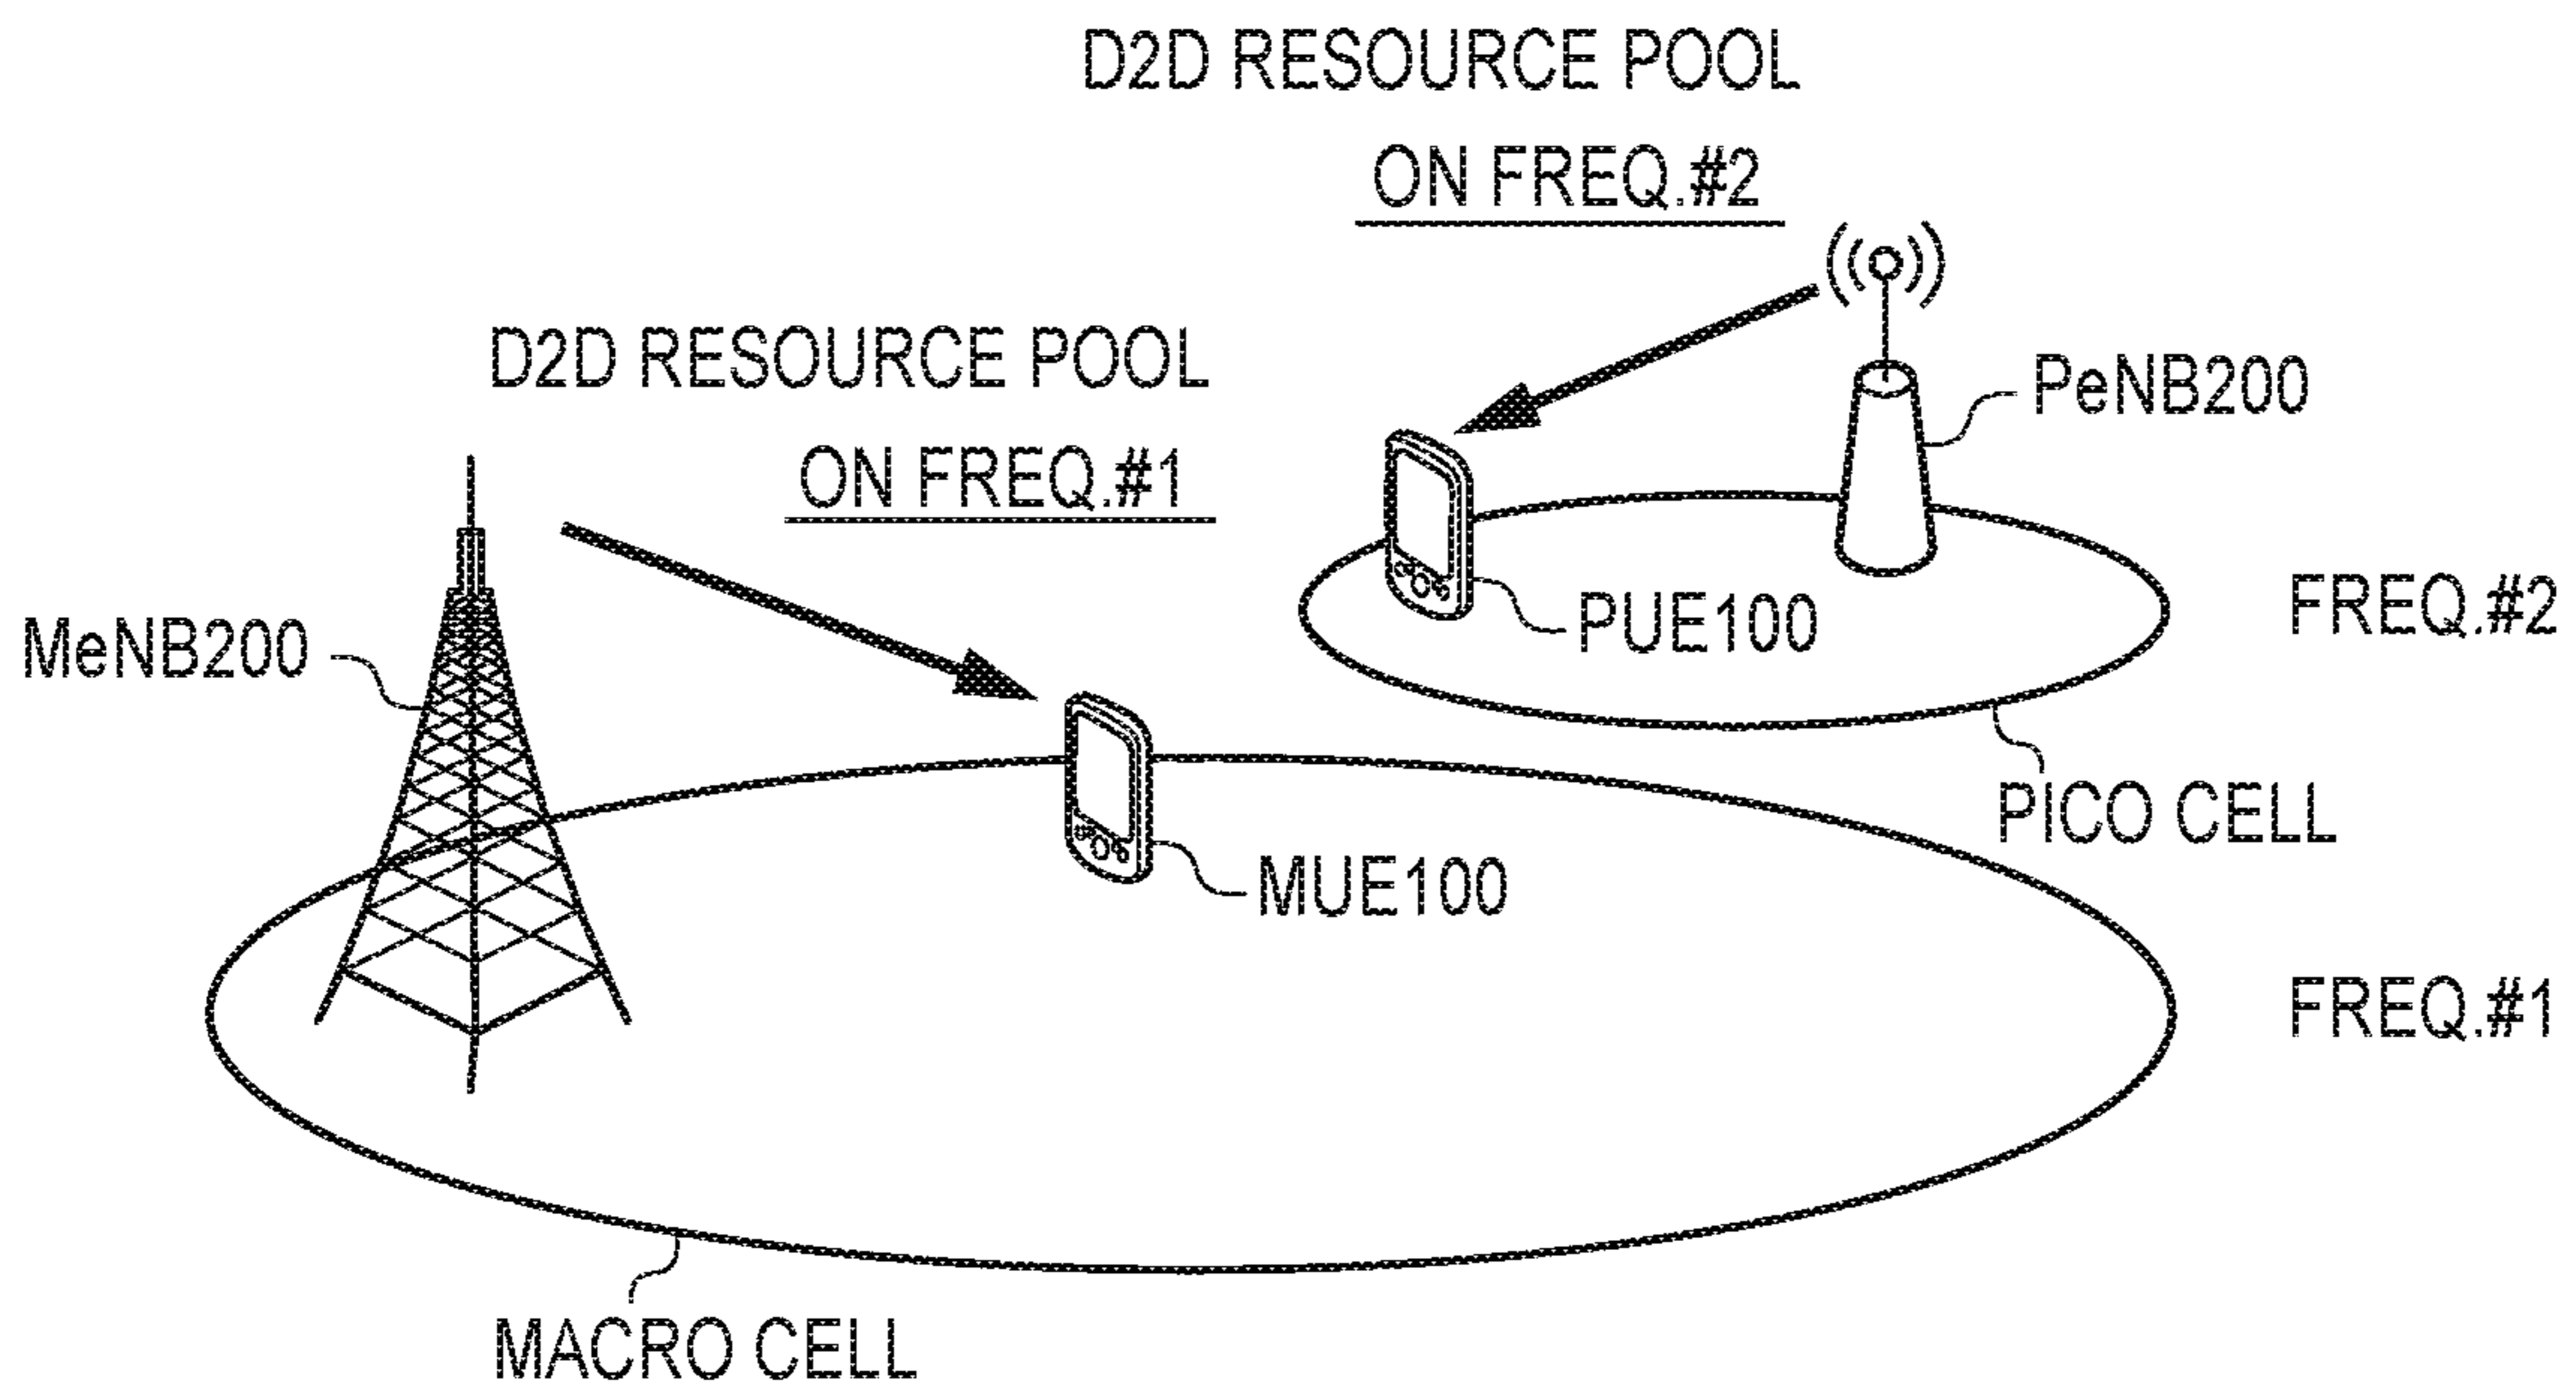 D2D RESOURCE POOL
ON FREQ.#2
D2D RESOURCE POOL
ON FREQ.#1
PeNB200
MeNB200
PUE100
FREQ.#2
PICO CELL
MUE100
FREQ.#1
MACRO CELL